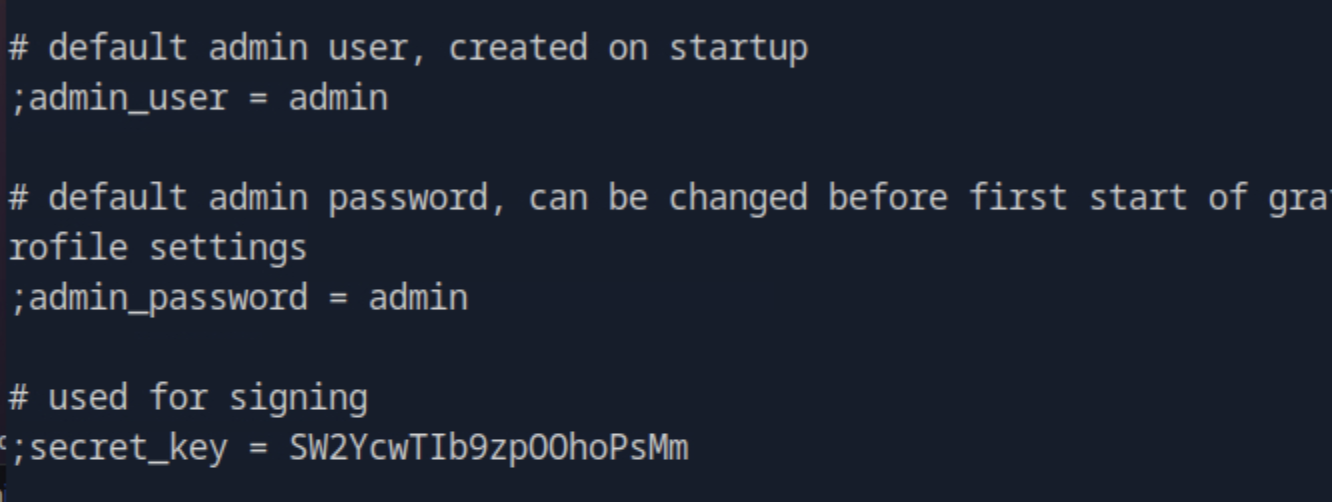 # default admin user, created on startup
;admin_user = admin
# default admin password, can be changed before first start of gra
rofile settings
;admin_password = admin
# used for signing
;secret_key = SW2YcwTIb9zpOOhoPsMm